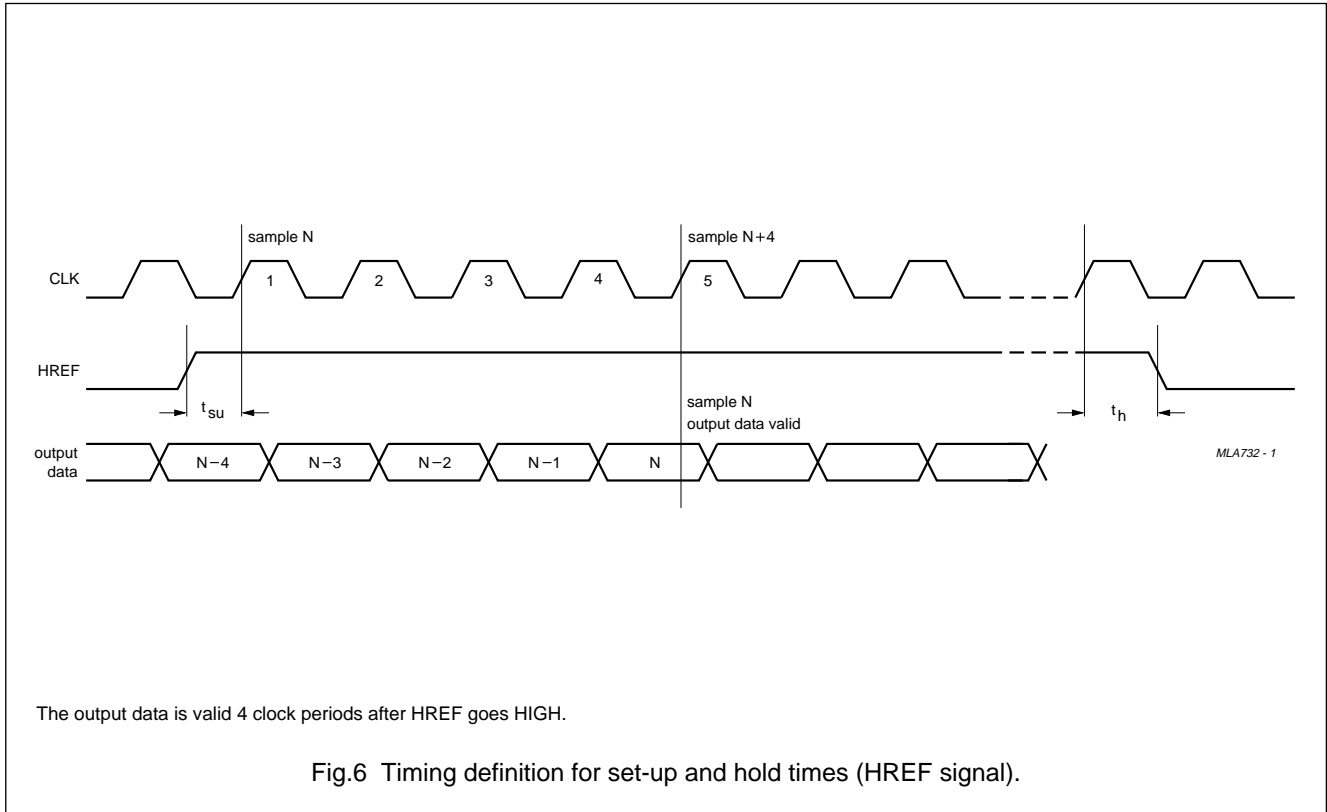 sample N
sample N+4
CLK
1
2
3
4
5
HREF
t su
sample N
output data valid
t h
output
data
N−4
N−3
N−2
N−1
N
MLA732 - 1
The output data is valid 4 clock periods after HREF goes HIGH.
Fig.6 Timing definition for set-up and hold times (HREF signal).